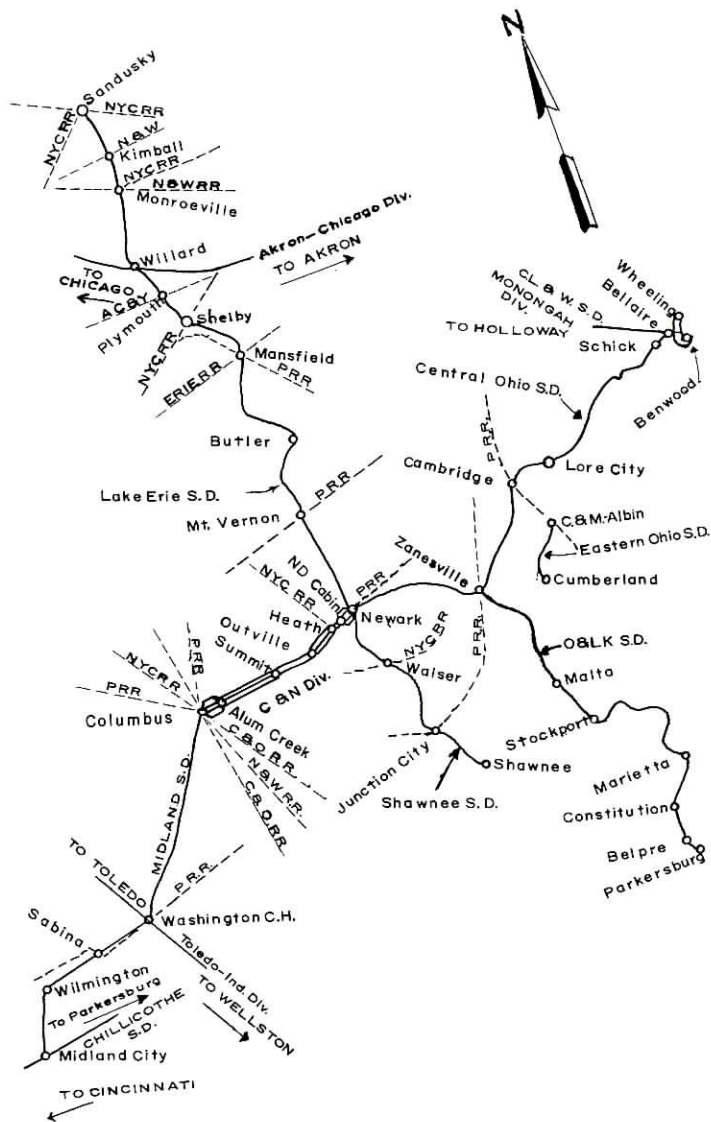 N
Sandusky
NYCRR
NYCRR
N&W
Kimball
NYCRR
N&WRR
Monroeville
Willard
Akron-Chicago Div.
TO AKRON
TO
CHICAGO
AC&Y
Plymouth
Shelby
NYCRR
Mansfield
ERIE RR
PRR
Butler
Lake Erie S.D.
PRR
Mt. Vernon
ND Cabin
NYC RR
PRR
Heath
Newark
Outville
Summit
C & N Div.
PRR
NYCRR
PRR
Columbus
Alum Creek
C & O. RR.
N&W RR.
C & O. RR
MIDLAND S.D.
TO TOLEDO
P.R.R.
Washington C.H.
Sabina
Toledo-Ind. Div.
TO WELLSTON
Wilmington
To Parkersburg
CHILLICOTHE
S.D.
Midland City
TO CINCINNATI
C.L. & W. S.D.
MONONGAH
DIV.
TO HOLLOWAY
Wheeling
Bellaire
Schick
Benwood
Central Ohio S.D.
P.R.R.
Lore City
Cambridge
C.&M.-Albin
Eastern Ohio S.D.
Cumberland
Zanesville
PRR
NYCRR
Walser
O&LK S.D.
Malta
Stockport
Junction City
Shawnee
Shawnee S.D.
Marietta
Constitution
Belpre
Parkersburg